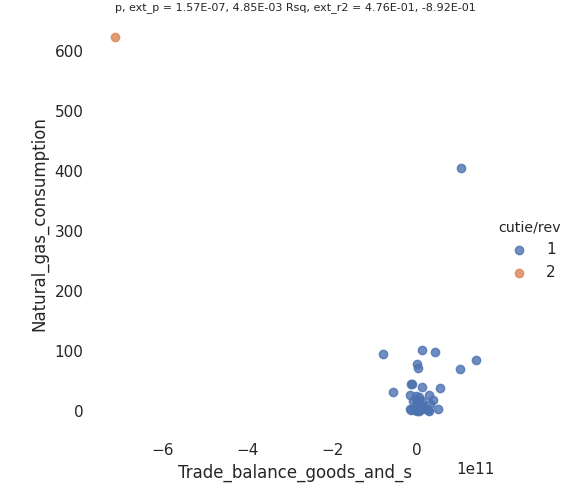 p, ext_p = 1.57E-07, 4.85E-03 Rsq, ext_r2 = 4.76E-01, -8.92E-01
600
500
400
300
200
100
0
Natural_gas_consumption
cutie/rev
1
2
−6
−4
−2
0
1e11
Trade_balance_goods_and_s